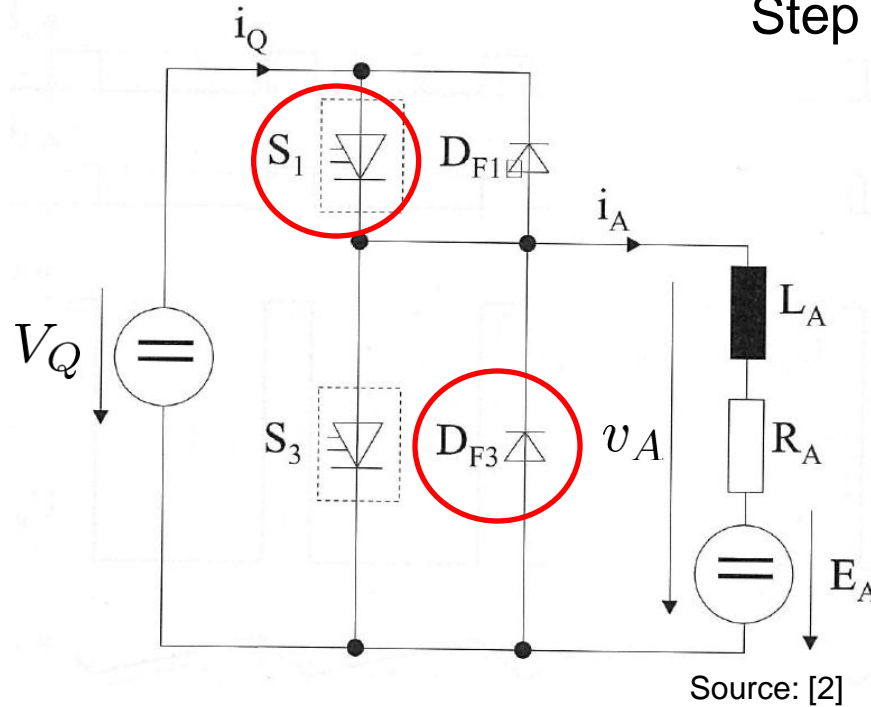 Step
i_Q
S_1
D_F1
i_A
L_A
V_Q
S_3
D_F3
v_A
R_A
E_A
Source: [2]